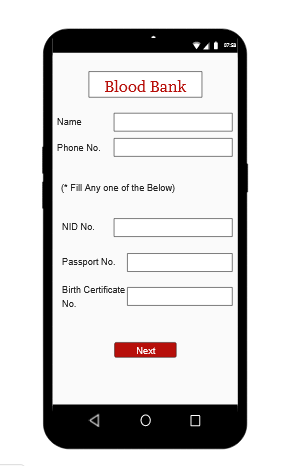 07:58
Blood Bank
Name
Phone No.
(* Fill Any one of the Below)
NID No.
Passport No.
Birth Certificate
No.
Next